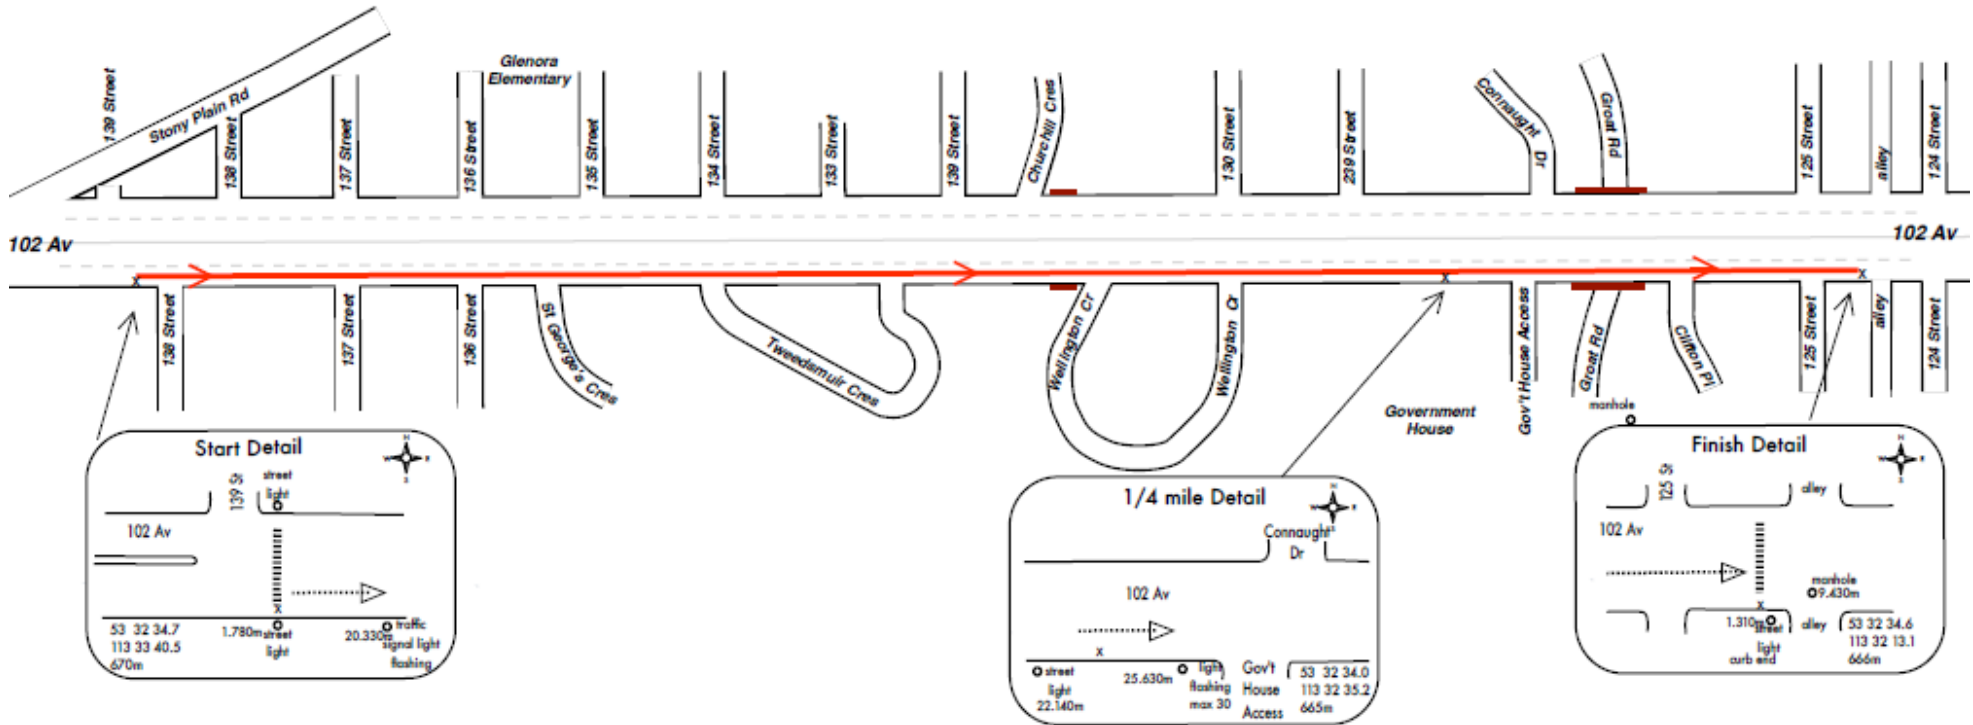 Glenora
Elementary
139 Street
Stony Plain Rd
138 Street
137 Street
136 Street
135 Street
134 Street
133 Street
139 Street
Churchill Cres
130 Street
239 Street
Connaught Dr
Groat Rd
125 Street
alley
124 Street
102 Av
102 Av
X
X
X
138 Street
137 Street
136 Street
St George's Cres
Tweedsmuir Cres
Wellington Cr
Wellington Cr
Gov't House Access
Groat Rd
Clifton Pl
125 Street
alley
124 Street
Government
House
manhole
Start Detail
N
W E
S
139 St
street
light
102 Av
X
53 32 34.7
113 33 40.5
670m
1.780m
street
light
20.330m
traffic
signal light
flashing
1/4 mile Detail
N
W E
S
Connaught
Dr
102 Av
X
street
light
22.140m
25.630m
light
flashing
max 30
Gov't
House
Access
53 32 34.0
113 32 35.2
665m
Finish Detail
N
W E
S
125 St
alley
102 Av
manhole
9.430m
X
1.310m
street
light
curb end
alley
53 32 34.6
113 32 13.1
666m